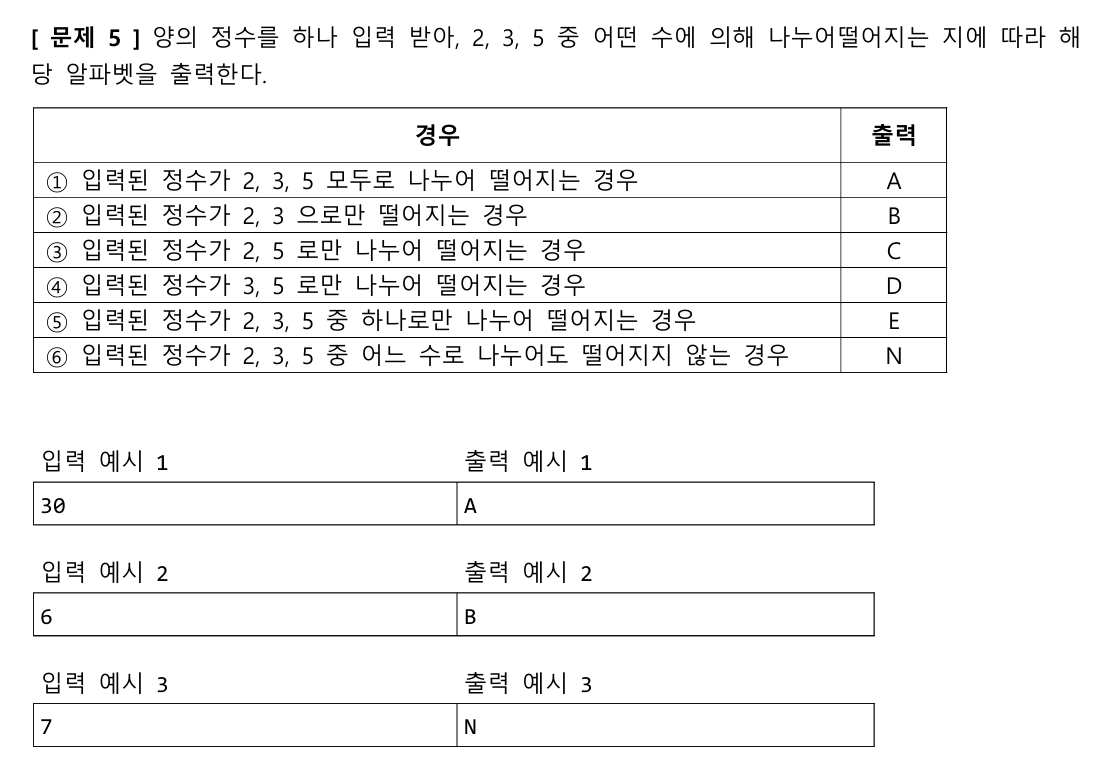 [ 문제 5 ] 양의 정수를 하나 입력 받아, 2, 3, 5 중 어떤 수에 의해 나누어떨어지는 지에 따라 해
당 알파벳을 출력한다.
경우 출력
① 입력된 정수가 2, 3, 5 모두로 나누어 떨어지는 경우 A
② 입력된 정수가 2, 3 으로만 떨어지는 경우 B
③ 입력된 정수가 2, 5 로만 나누어 떨어지는 경우 C
④ 입력된 정수가 3, 5 로만 나누어 떨어지는 경우 D
⑤ 입력된 정수가 2, 3, 5 중 하나로만 나누어 떨어지는 경우 E
⑥ 입력된 정수가 2, 3, 5 중 어느 수로 나누어도 떨어지지 않는 경우 N
입력 예시 1 출력 예시 1
30 A
입력 예시 2 출력 예시 2
6 B
입력 예시 3 출력 예시 3
7 N